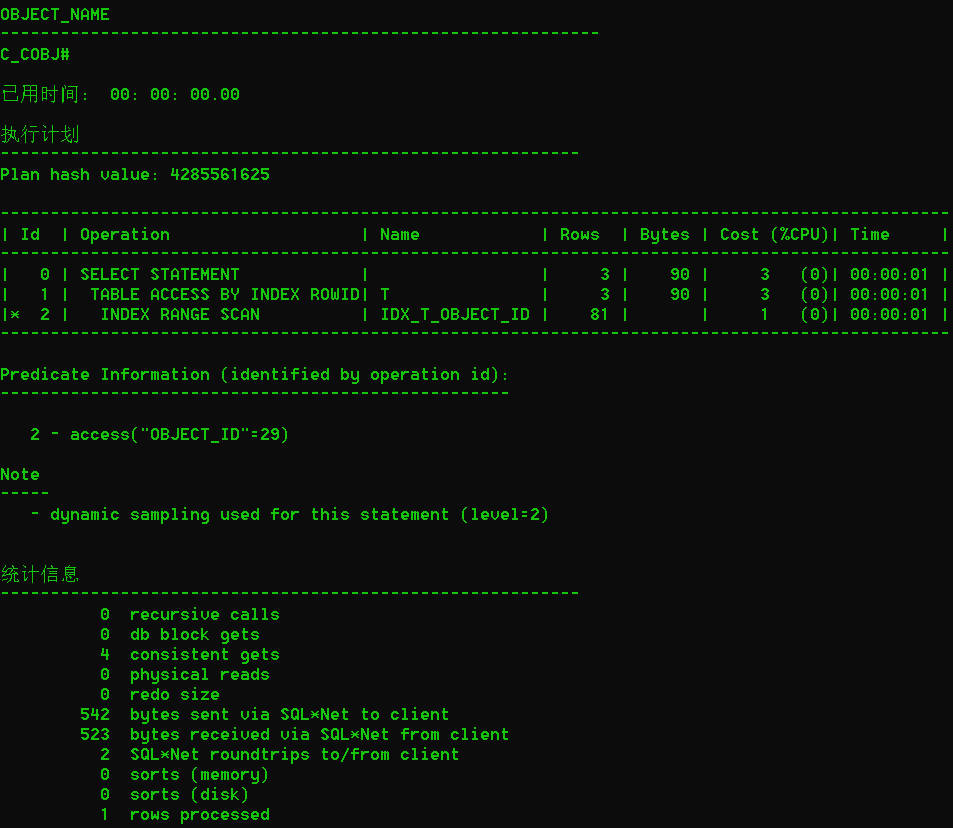 OBJECT_NAME
------------------------------------------------------------
C_COBJ#
已用时间:  00: 00: 00.00
执行计划
----------------------------------------------------------
Plan hash value: 4285561625
-----------------------------------------------------------------------------------------------
| Id  | Operation                   | Name            | Rows  | Bytes | Cost (%CPU)| Time     |
-----------------------------------------------------------------------------------------------
|   0 | SELECT STATEMENT            |                 |     3 |    90 |     3   (0)| 00:00:01 |
|   1 |  TABLE ACCESS BY INDEX ROWID| T               |     3 |    90 |     3   (0)| 00:00:01 |
|*  2 |   INDEX RANGE SCAN          | IDX_T_OBJECT_ID |    81 |       |     1   (0)| 00:00:01 |
-----------------------------------------------------------------------------------------------
Predicate Information (identified by operation id):
---------------------------------------------------
   2 - access("OBJECT_ID"=29)
Note
-----
   - dynamic sampling used for this statement (level=2)
统计信息
----------------------------------------------------------
          0  recursive calls
          0  db block gets
          4  consistent gets
          0  physical reads
          0  redo size
        542  bytes sent via SQL*Net to client
        523  bytes received via SQL*Net from client
          2  SQL*Net roundtrips to/from client
          0  sorts (memory)
          0  sorts (disk)
          1  rows processed